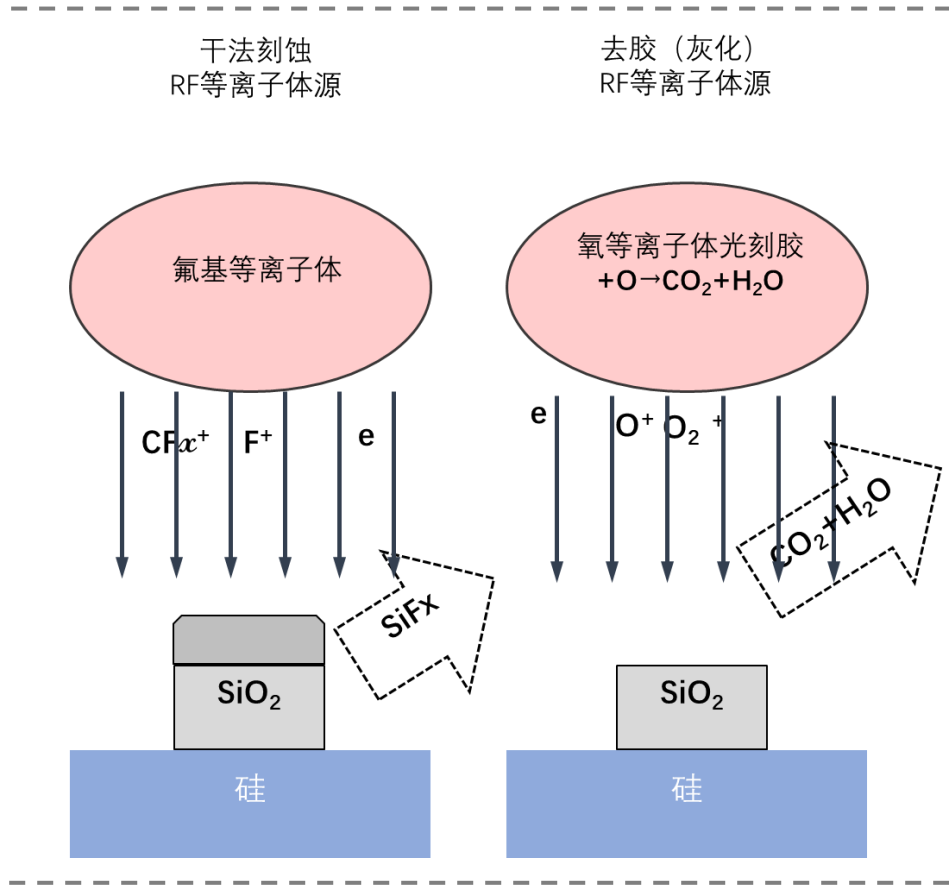 干法刻蚀
RF等离子体源
氟基等离子体
CFx⁺ F⁺ e
SiFx
SiO₂
硅
去胶（灰化）
RF等离子体源
氧等离子体光刻胶
+O→CO₂+H₂O
e O⁺ O₂ ⁺
CO₂+H₂O
SiO₂
硅